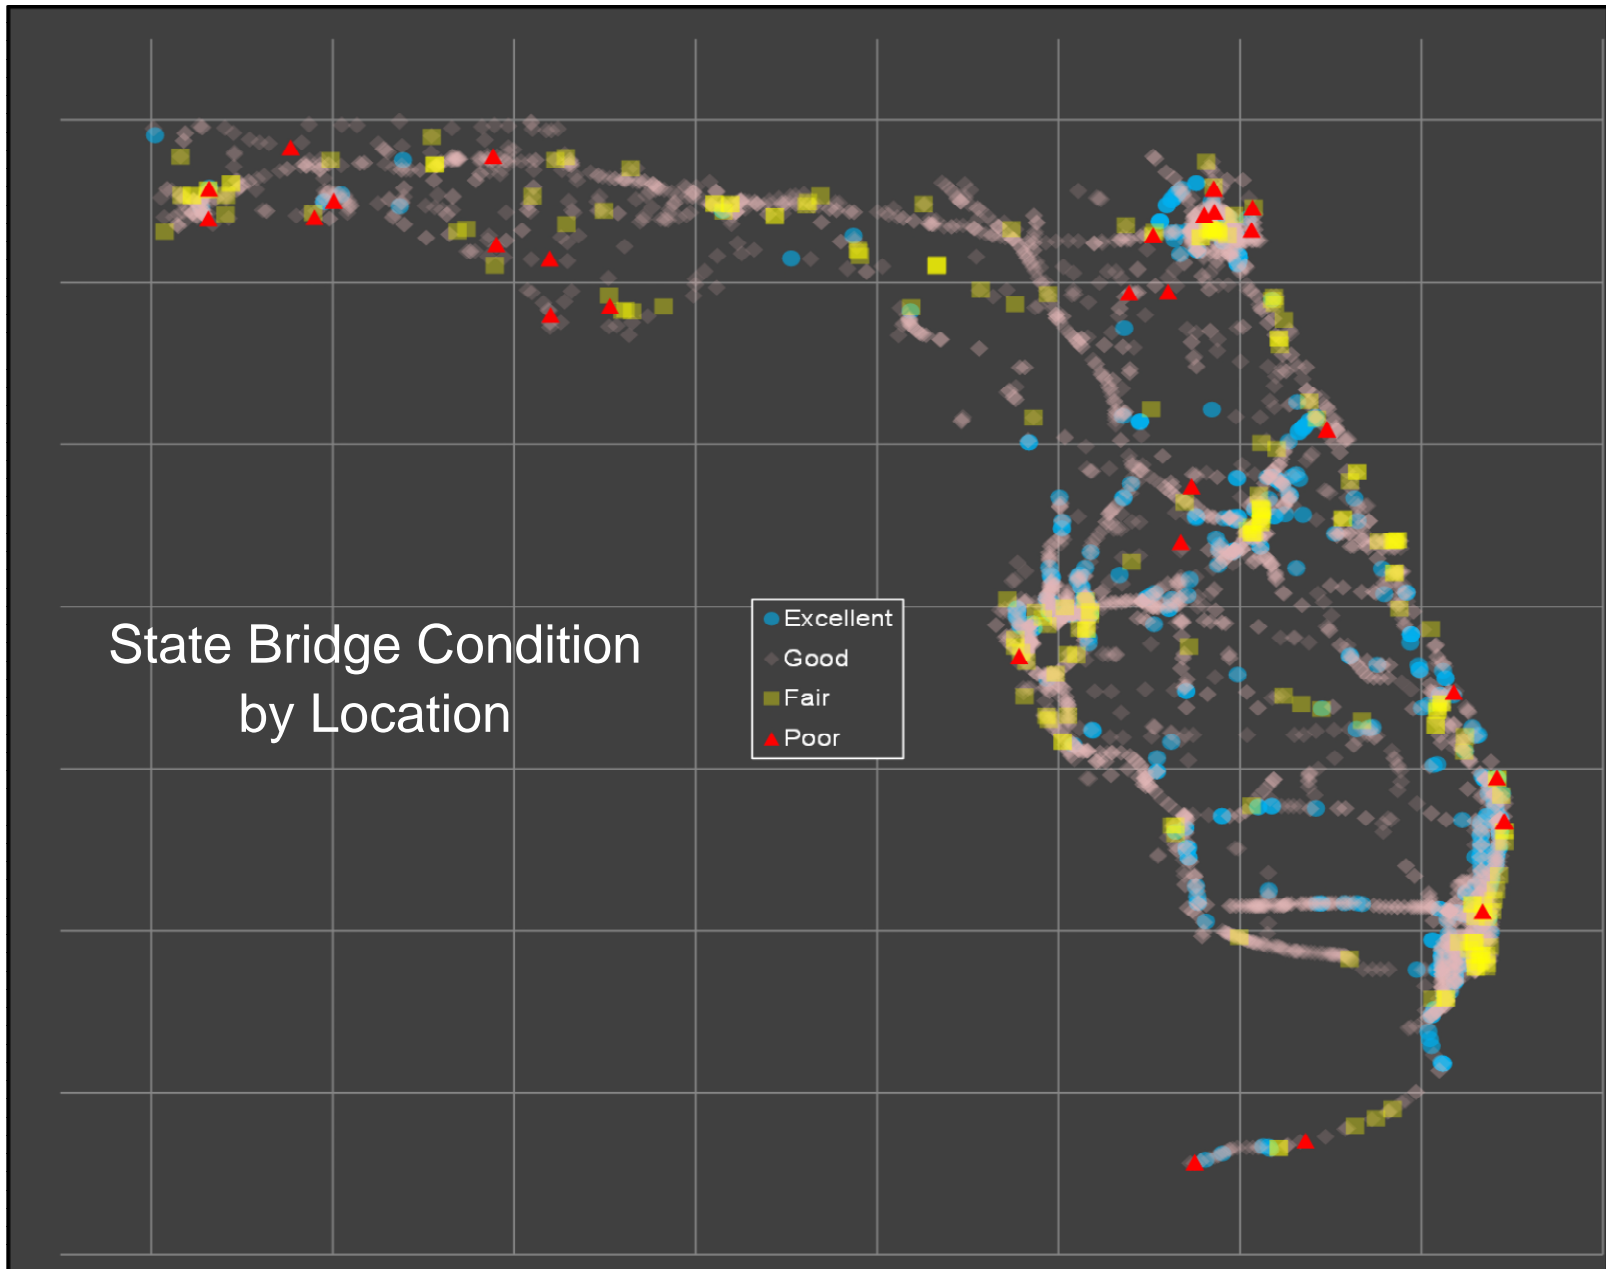 State Bridge Condition
by Location
Excellent
Good
Fair
Poor